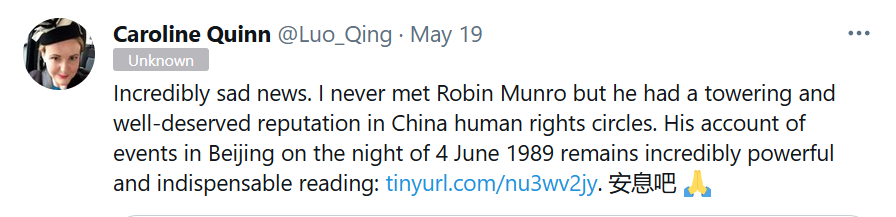 Caroline Quinn @Luo_Qing · May 19
Unknown
Incredibly sad news. I never met Robin Munro but he had a towering and
well-deserved reputation in China human rights circles. His account of
events in Beijing on the night of 4 June 1989 remains incredibly powerful
and indispensable reading: tinyurl.com/nu3wv2jy. 安息吧 🙏